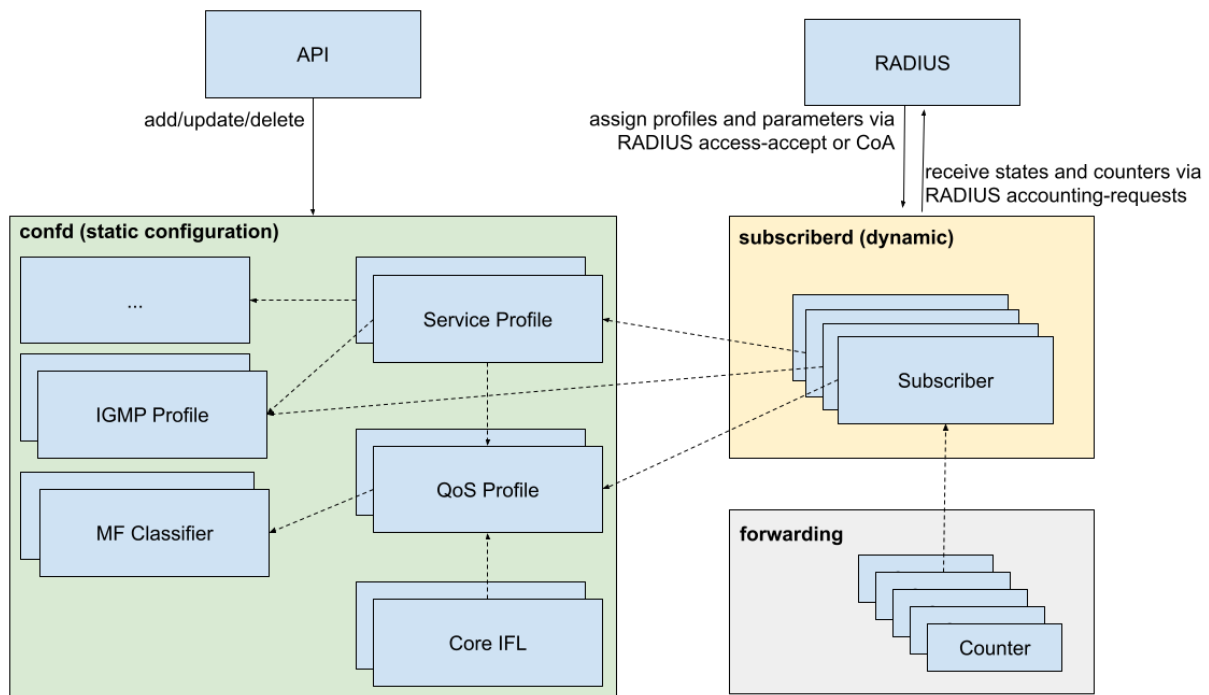 API
RADIUS
add/update/delete
assign profiles and parameters via
RADIUS access-accept or CoA
receive states and counters via
RADIUS accounting-requests
confd (static configuration)
...
Service Profile
IGMP Profile
QoS Profile
MF Classifier
Core IFL
subscriberd (dynamic)
Subscriber
forwarding
Counter